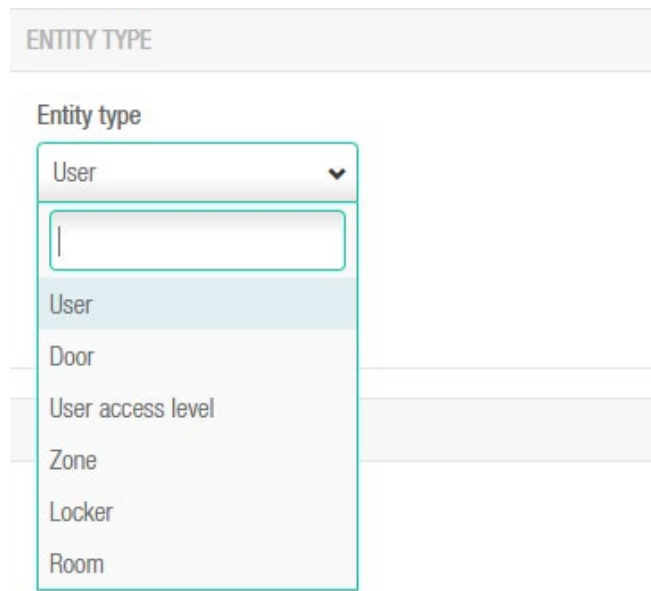 ENTITY TYPE
Entity type
User
User
Door
User access level
Zone
Locker
Room